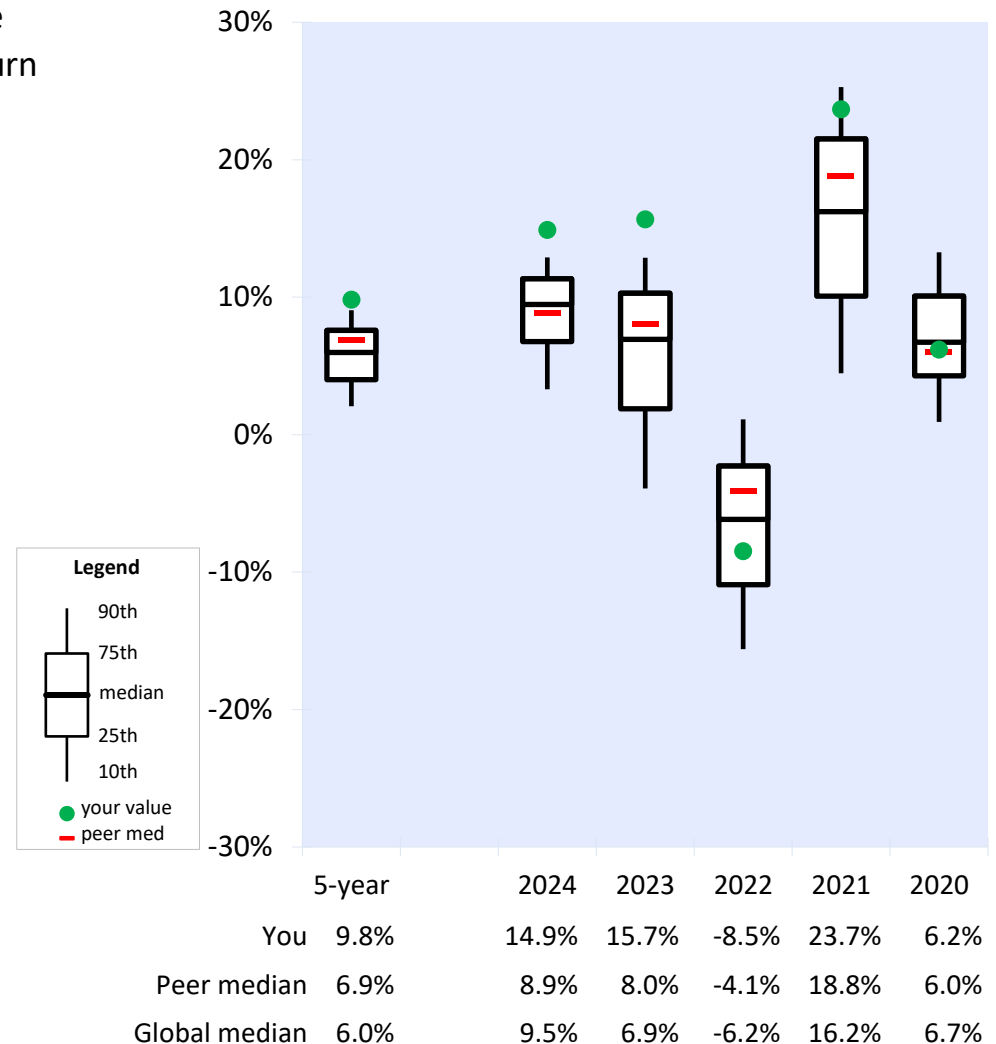 30%
20%
10%
0%
-10%
-20%
-30%
Legend
90th
75th
median
25th
10th
your value
peer med
5-year 2024 2023 2022 2021 2020
You 9.8% 14.9% 15.7% -8.5% 23.7% 6.2%
Peer median 6.9% 8.9% 8.0% -4.1% 18.8% 6.0%
Global median 6.0% 9.5% 6.9% -6.2% 16.2% 6.7%